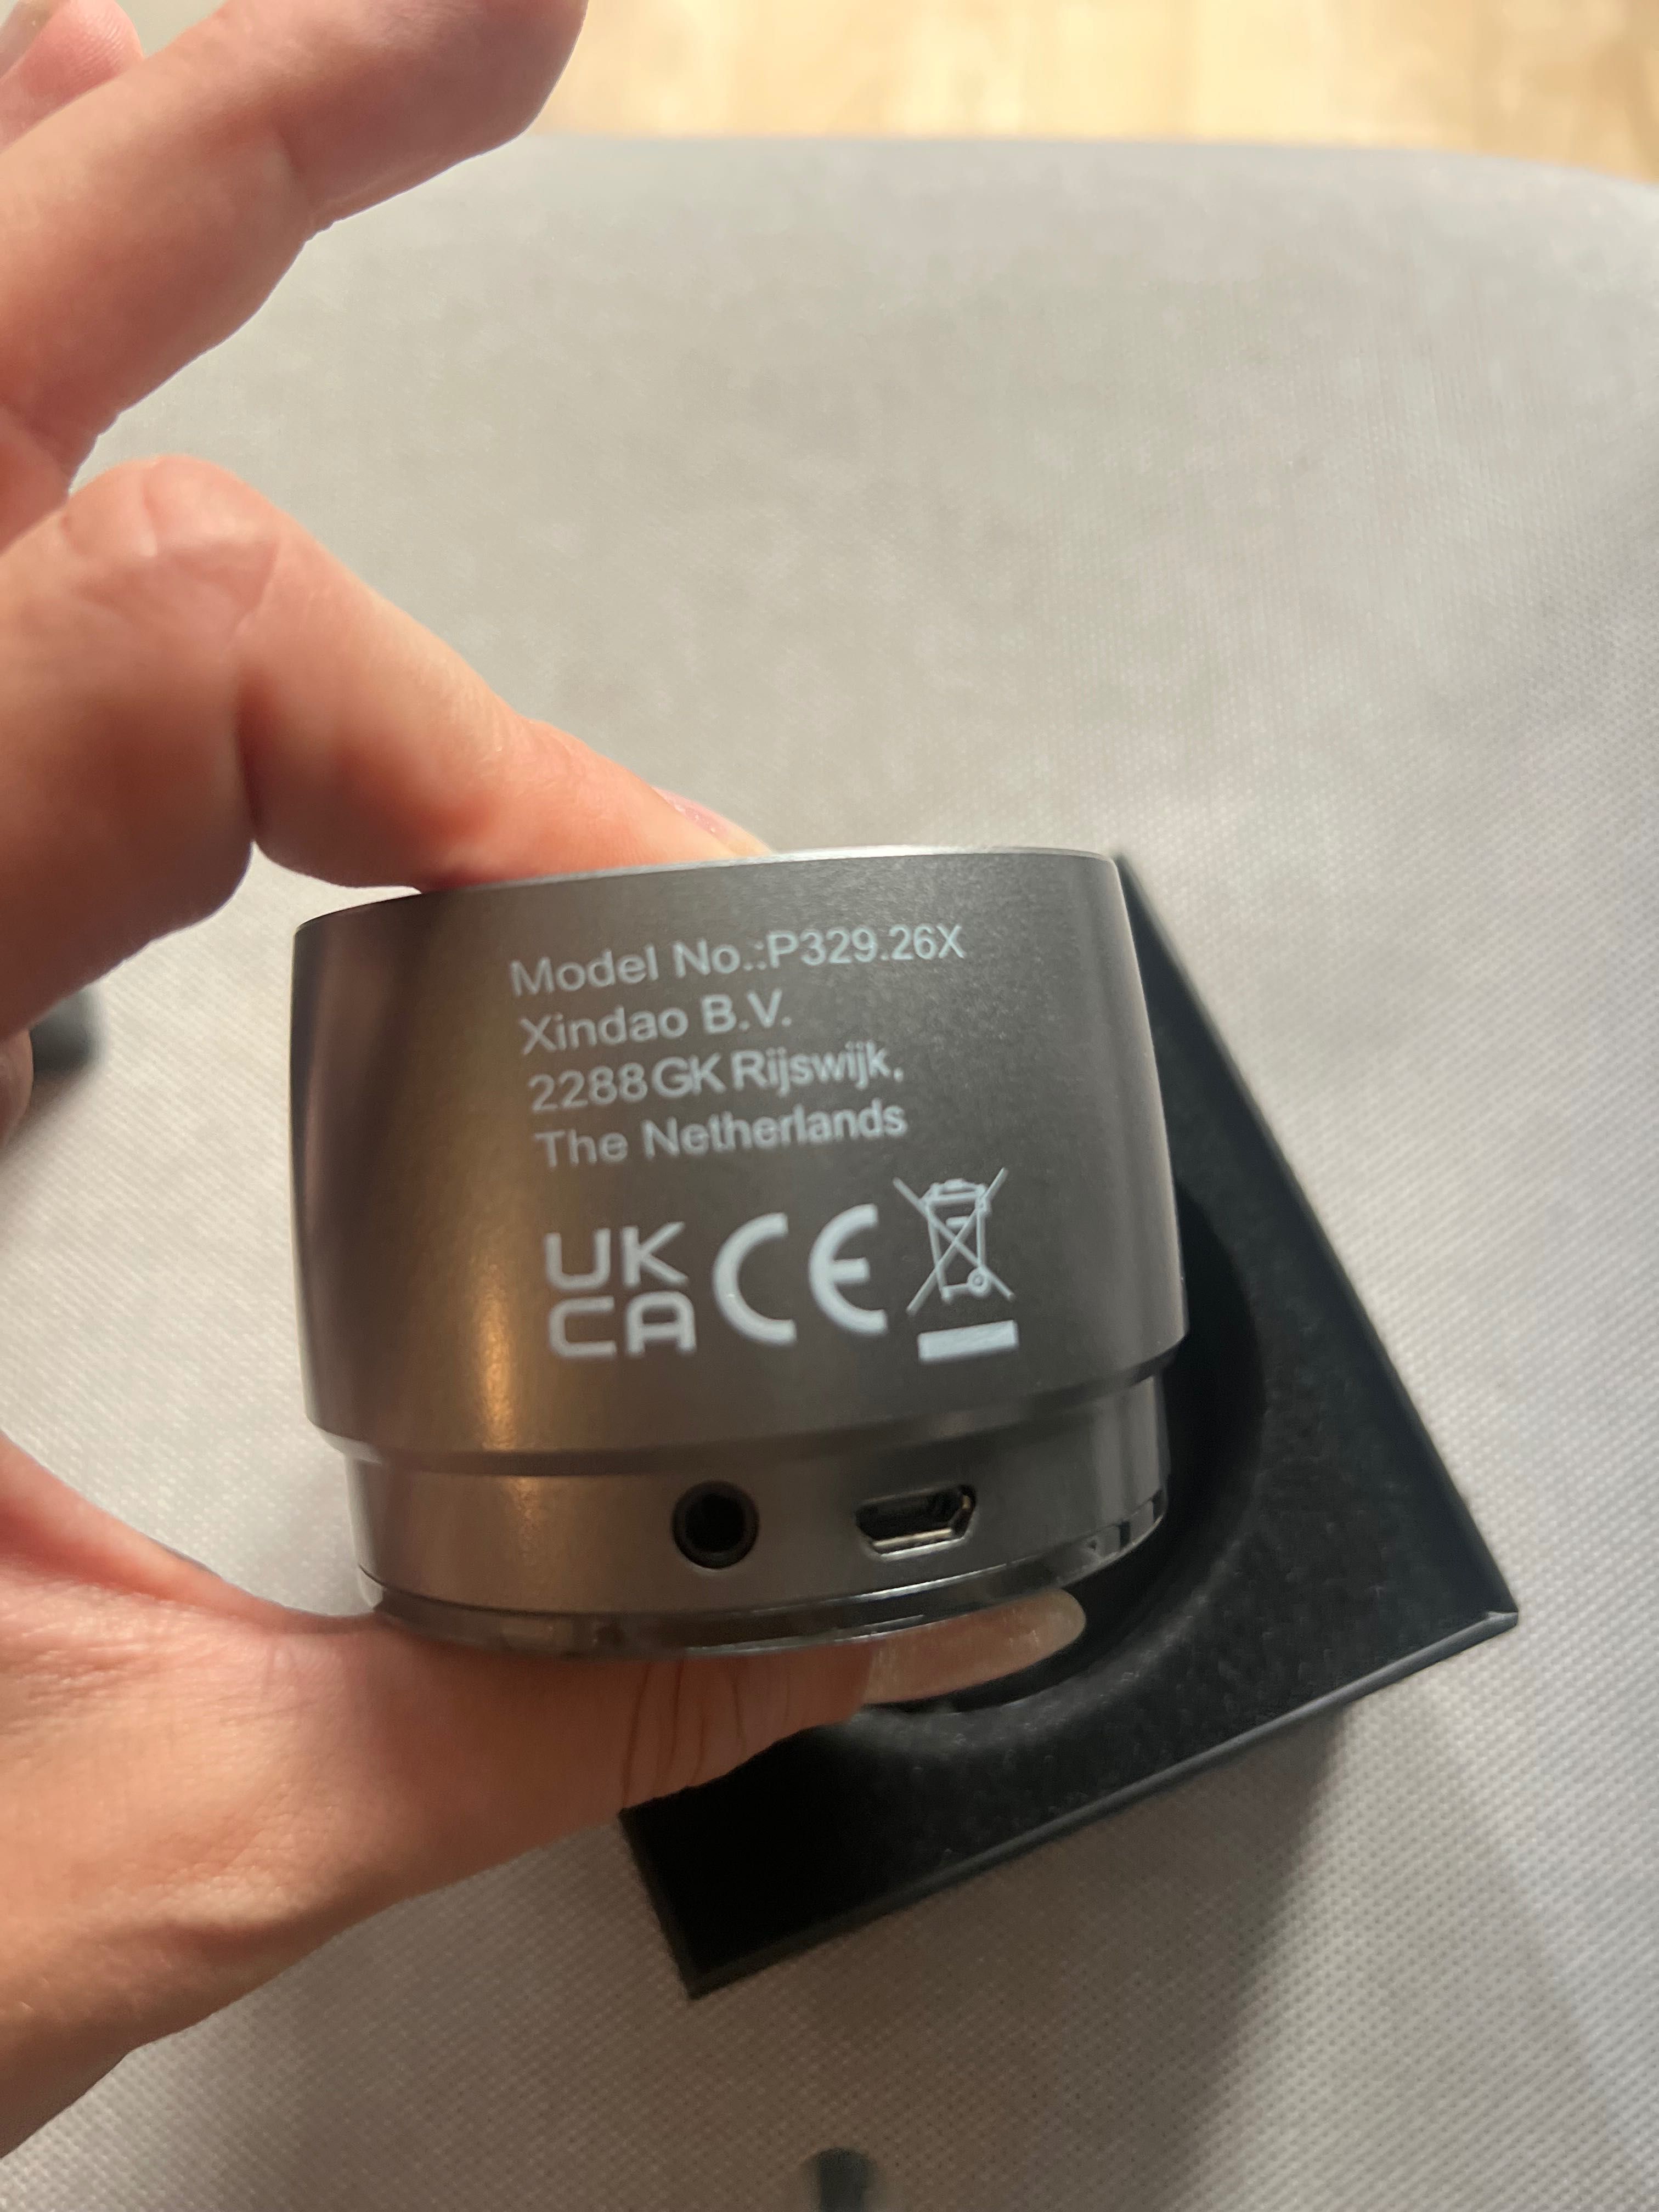 Model No.:P329.26X
Xindao B.V.
2288GK Rijswijk,
The Netherlands
UK
CA CE